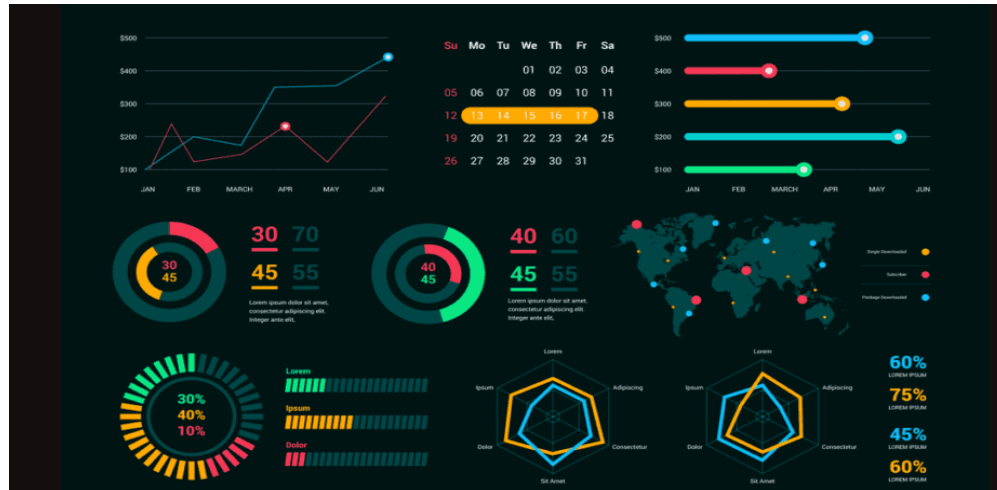 $500
$400
$300
$200
$100
JAN FEB MARCH APR MAY JUN
Su Mo Tu We Th Fr Sa
01 02 03 04
05 06 07 08 09 10 11
12 13 14 15 16 17 18
19 20 21 22 23 24 25
26 27 28 29 30 31
$500
$400
$300
$200
$100
JAN FEB MARCH APR MAY JUN
30
45
30 70
45 55
Lorem ipsum dolor sit amet,
consectetur adipiscing elit.
Integer ante elit,
40
45
40 60
45 55
Lorem ipsum dolor sit amet,
consectetur adipiscing elit.
Integer ante elit,
Single Downloaded
Subscriber
Package Downloaded
30%
40%
10%
Lorem
Ipsum
Dolor
Lorem
Ipsum Adipiscing
Dolor Consectetur
Sit Amet
Lorem
Ipsum Adipiscing
Dolor Consectetur
Sit Amet
60%
LOREM IPSUM
75%
LOREM IPSUM
45%
LOREM IPSUM
60%
LOREM IPSUM